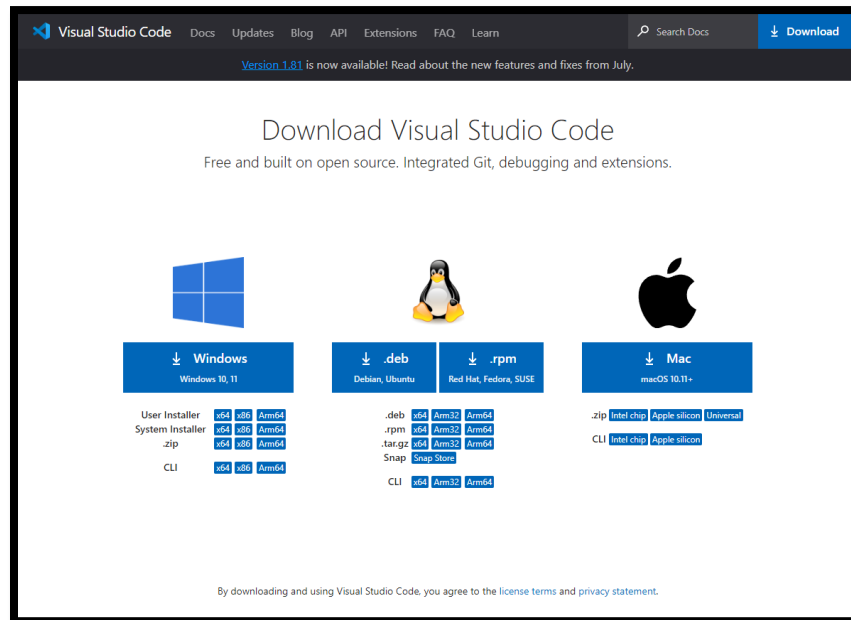 Visual Studio Code Docs Updates Blog API Extensions FAQ Learn Search Docs Download
Version 1.81 is now available! Read about the new features and fixes from July.
Download Visual Studio Code
Free and built on open source. Integrated Git, debugging and extensions.
Windows
Windows 10, 11
User Installer x64 x86 Arm64
System Installer x64 x86 Arm64
.zip x64 x86 Arm64
CLI x64 x86 Arm64
.deb
Debian, Ubuntu
.rpm
Red Hat, Fedora, SUSE
.deb x64 Arm32 Arm64
.rpm x64 Arm32 Arm64
.tar.gz x64 Arm32 Arm64
Snap Snap Store
CLI x64 Arm32 Arm64
Mac
macOS 10.11+
.zip Intel chip Apple silicon Universal
CLI Intel chip Apple silicon
By downloading and using Visual Studio Code, you agree to the license terms and privacy statement.